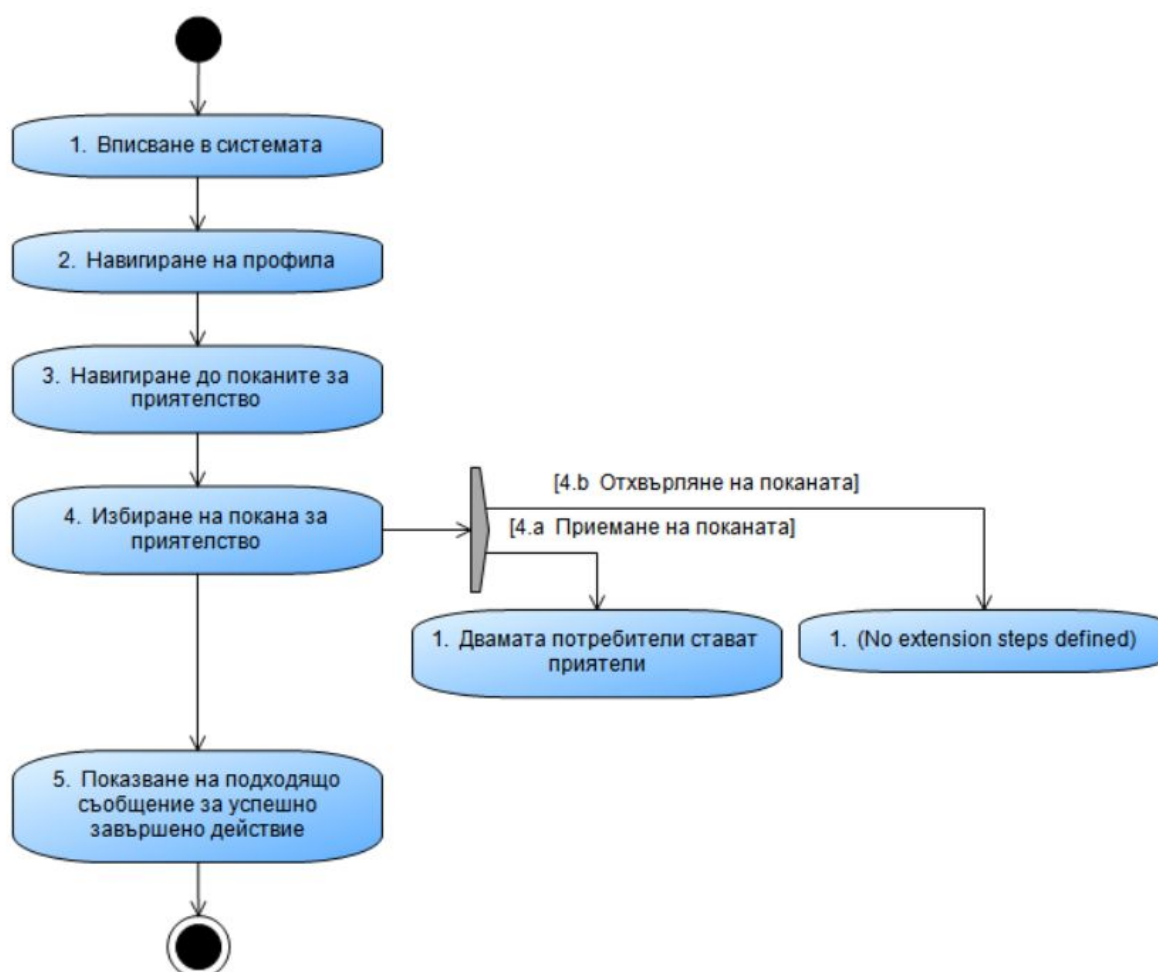 1. Вписване в системата
2. Навигиране на профила
3. Навигиране до поканите за
приятелство
4. Избиране на покана за
приятелство
[4.b Отхвърляне на поканата]
[4.a Приемане на поканата]
1. Двамата потребители стават
приятели
1. (No extension steps defined)
5. Показване на подходящо
съобщение за успешно
завършено действие